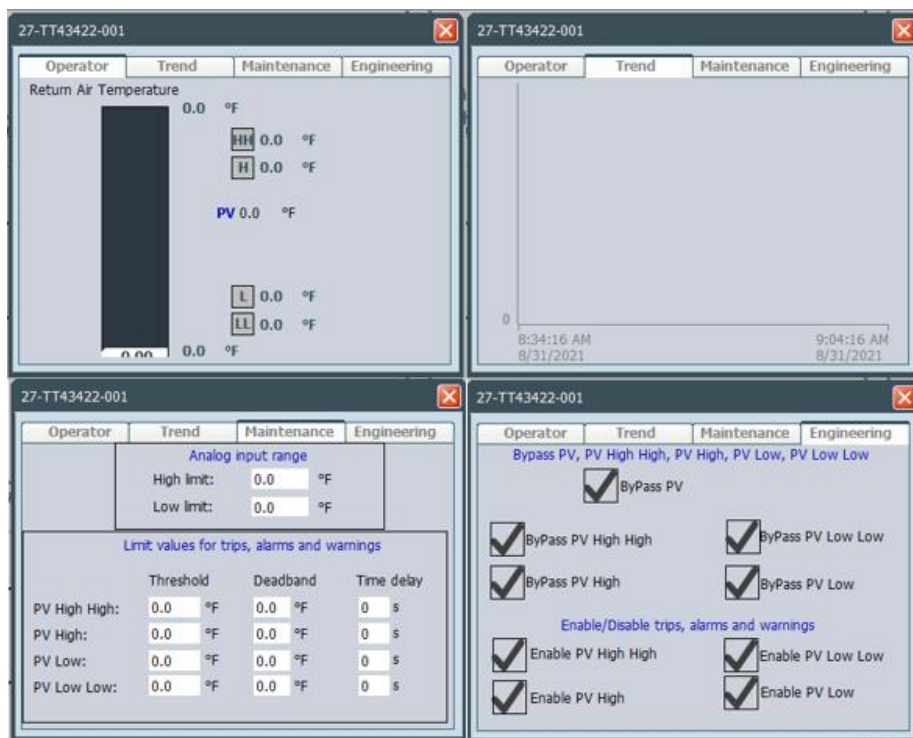 27-TT43422-001
Operator Trend Maintenance Engineering
Return Air Temperature
0.0 °F
HH 0.0 °F
H 0.0 °F
PV 0.0 °F
L 0.0 °F
LL 0.0 °F
0.00 0.0 °F
27-TT43422-001
Operator Trend Maintenance Engineering
0
8:34:16 AM 9:04:16 AM
8/31/2021 8/31/2021
27-TT43422-001
Operator Trend Maintenance Engineering
Analog input range
High limit: 0.0 °F
Low limit: 0.0 °F
Limit values for trips, alarms and warnings
Threshold Deadband Time delay
PV High High: 0.0 °F 0.0 °F 0 s
PV High: 0.0 °F 0.0 °F 0 s
PV Low: 0.0 °F 0.0 °F 0 s
PV Low Low: 0.0 °F 0.0 °F 0 s
27-TT43422-001
Operator Trend Maintenance Engineering
Bypass PV, PV High High, PV High, PV Low, PV Low Low
ByPass PV
ByPass PV High High ByPass PV Low Low
ByPass PV High ByPass PV Low
Enable/Disable trips, alarms and warnings
Enable PV High High Enable PV Low Low
Enable PV High Enable PV Low